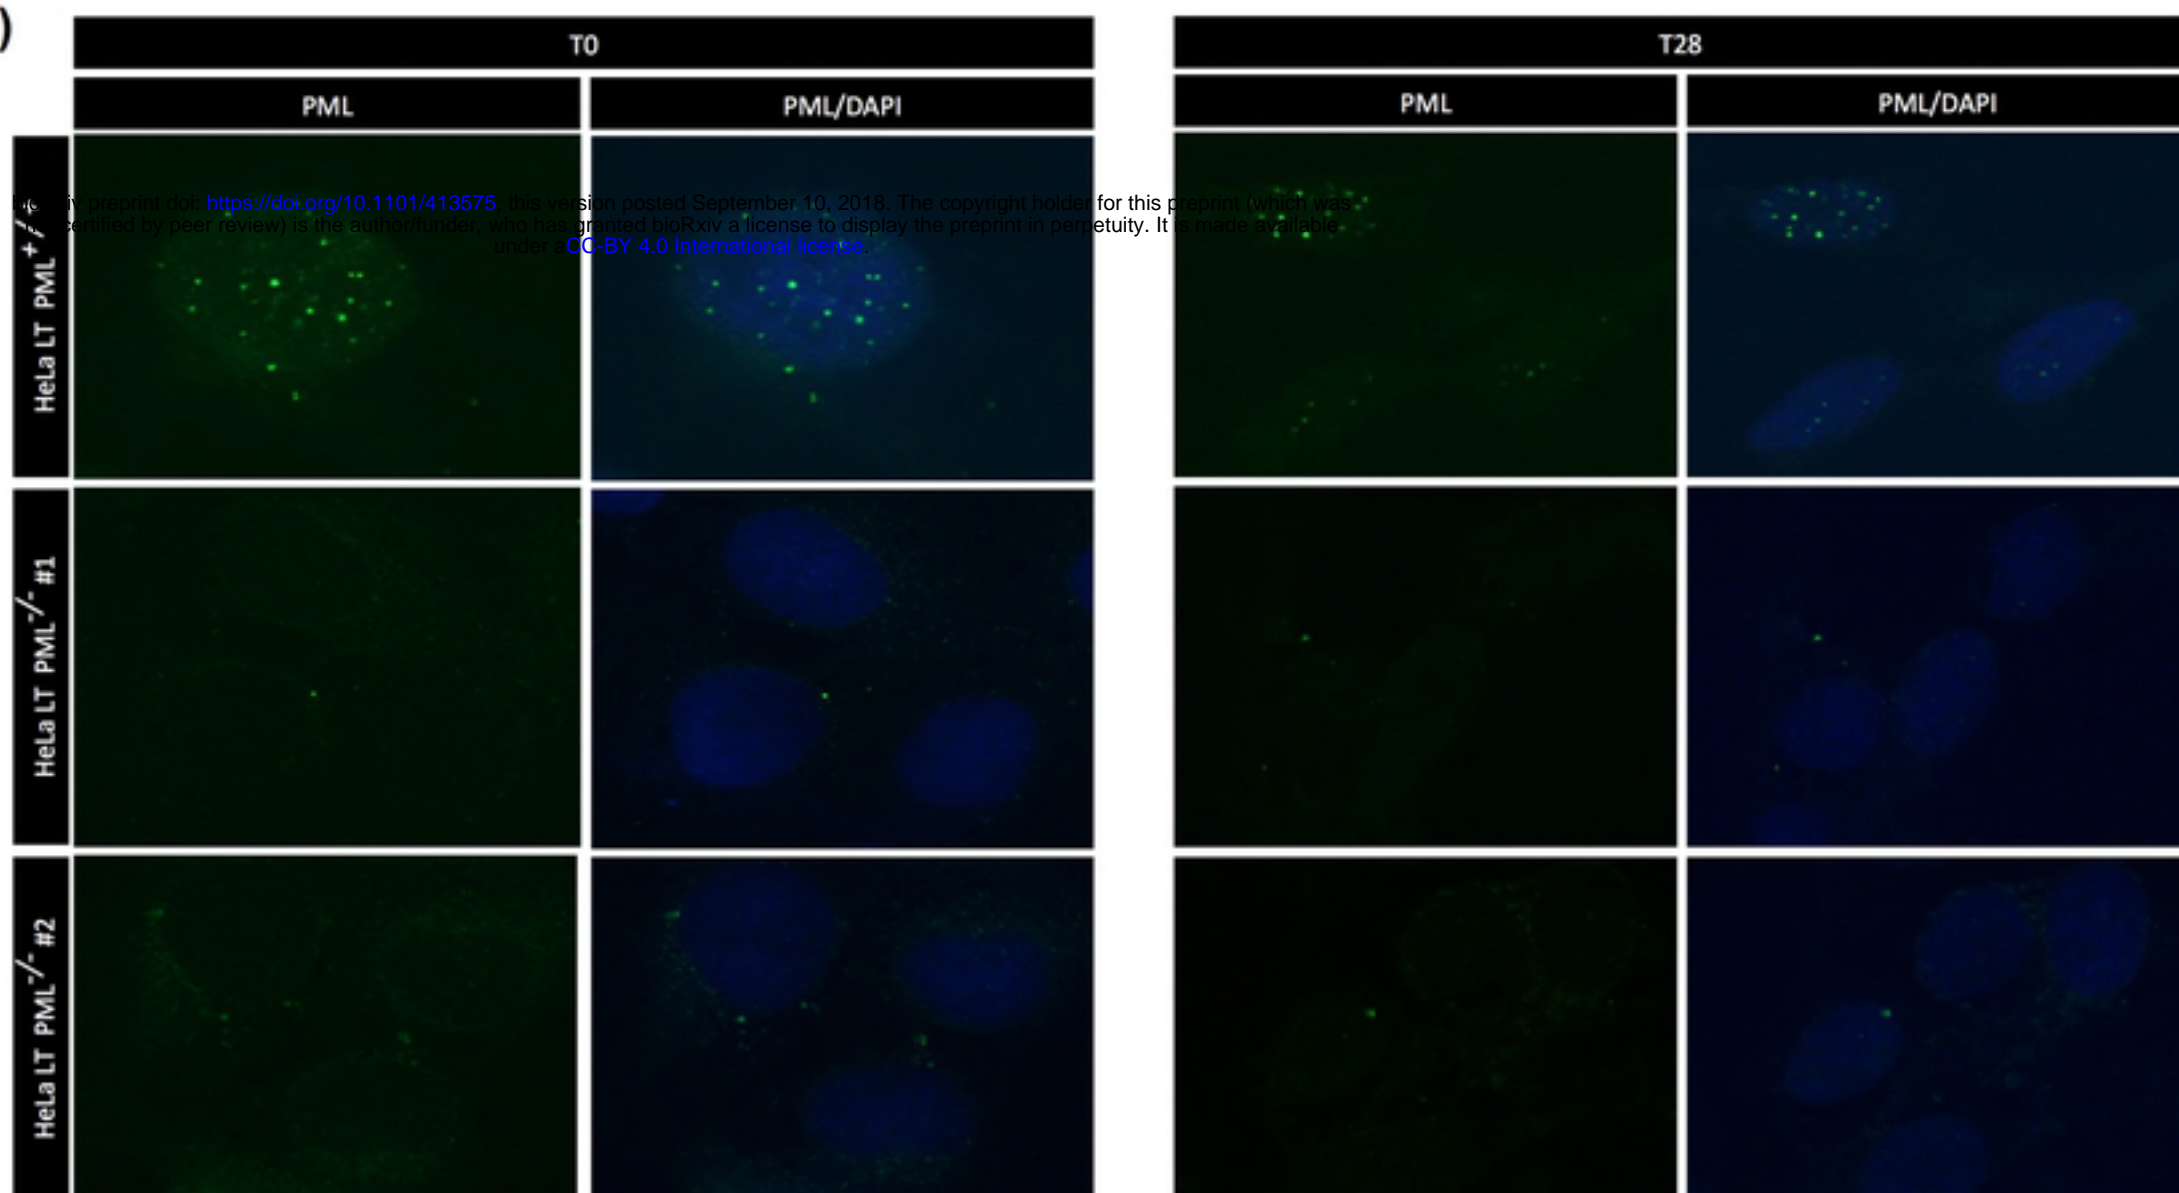 )
T0
T28
PML
PML/DAPI
PML
PML/DAPI
HeLa LT PML+/+
preprint doi: https://doi.org/10.1101/413575; this version posted September 10, 2018. The copyright holder for this preprint (which was
certified by peer review) is the author/funder, who has granted bioRxiv a license to display the preprint in perpetuity. It is made available
under aCC-BY 4.0 International license.
HeLa LT PML-/- #1
HeLa LT PML-/- #2